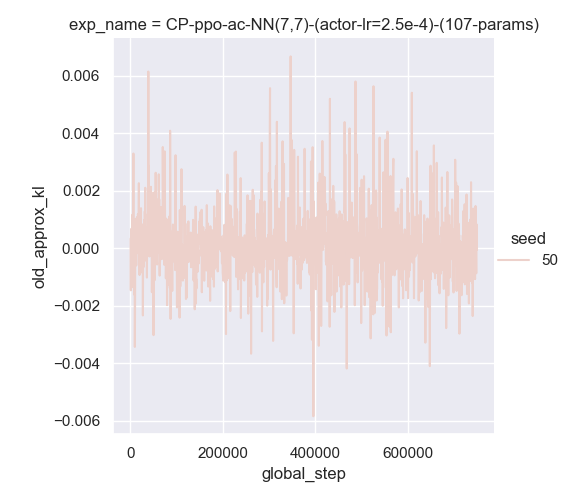 exp_name = CP-ppo-ac-NN(7,7)-(actor-lr=2.5e-4)-(107-params)
0.006
0.004
0.002
0.000
−0.002
−0.004
−0.006
old_approx_kl
0 200000 400000 600000
global_step
seed
50